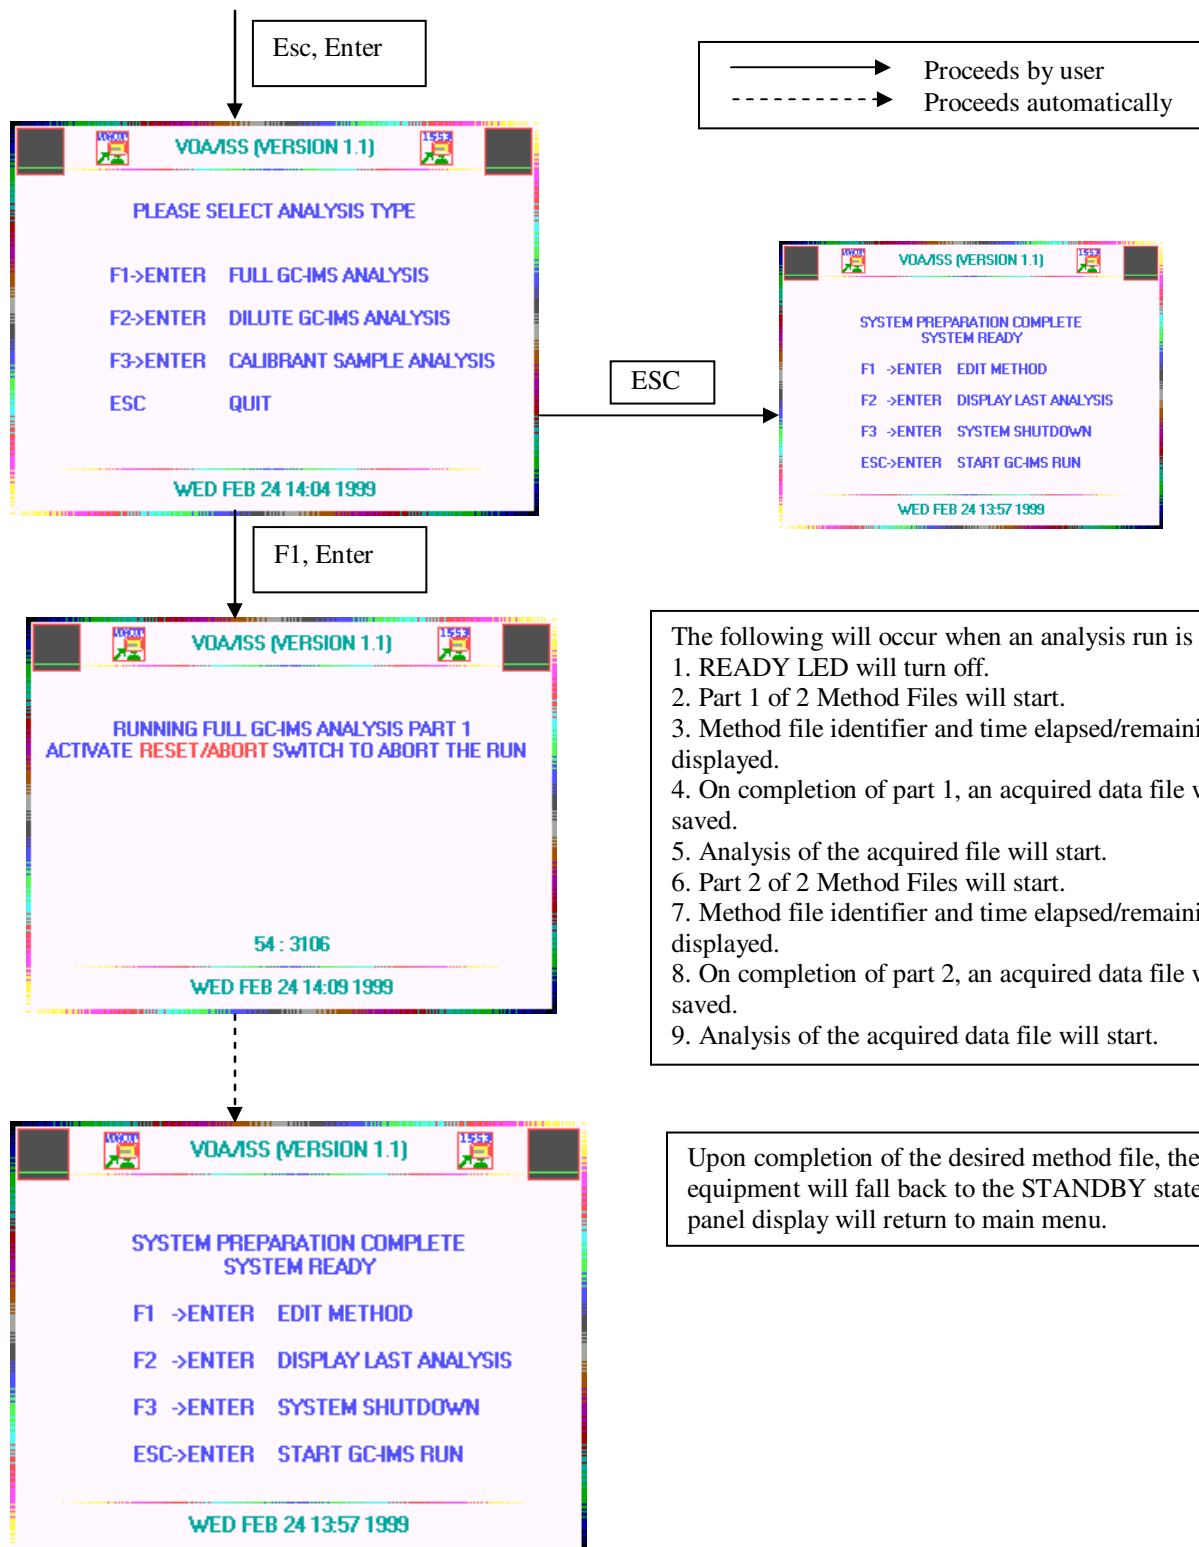 Esc, Enter
Proceeds by user
Proceeds automatically
VOACON
VOA/ISS (VERSION 1.1)
1553
PLEASE SELECT ANALYSIS TYPE
F1->ENTER FULL GC-IMS ANALYSIS
F2->ENTER DILUTE GC-IMS ANALYSIS
F3->ENTER CALIBRANT SAMPLE ANALYSIS
ESC QUIT
WED FEB 24 14:04 1999
ESC
VOACON
VOA/ISS (VERSION 1.1)
1553
SYSTEM PREPARATION COMPLETE
SYSTEM READY
F1 ->ENTER EDIT METHOD
F2 ->ENTER DISPLAY LAST ANALYSIS
F3 ->ENTER SYSTEM SHUTDOWN
ESC->ENTER START GC-IMS RUN
WED FEB 24 13:57 1999
F1, Enter
VOACON
VOA/ISS (VERSION 1.1)
1553
RUNNING FULL GC-IMS ANALYSIS PART 1
ACTIVATE RESET/ABORT SWITCH TO ABORT THE RUN
54 : 3106
WED FEB 24 14:09 1999
The following will occur when an analysis run is
1. READY LED will turn off.
2. Part 1 of 2 Method Files will start.
3. Method file identifier and time elapsed/remaini
displayed.
4. On completion of part 1, an acquired data file
saved.
5. Analysis of the acquired file will start.
6. Part 2 of 2 Method Files will start.
7. Method file identifier and time elapsed/remaini
displayed.
8. On completion of part 2, an acquired data file
saved.
9. Analysis of the acquired data file will start.
VOACON
VOA/ISS (VERSION 1.1)
1553
SYSTEM PREPARATION COMPLETE
SYSTEM READY
F1 ->ENTER EDIT METHOD
F2 ->ENTER DISPLAY LAST ANALYSIS
F3 ->ENTER SYSTEM SHUTDOWN
ESC->ENTER START GC-IMS RUN
WED FEB 24 13:57 1999
Upon completion of the desired method file, the
equipment will fall back to the STANDBY state
panel display will return to main menu.